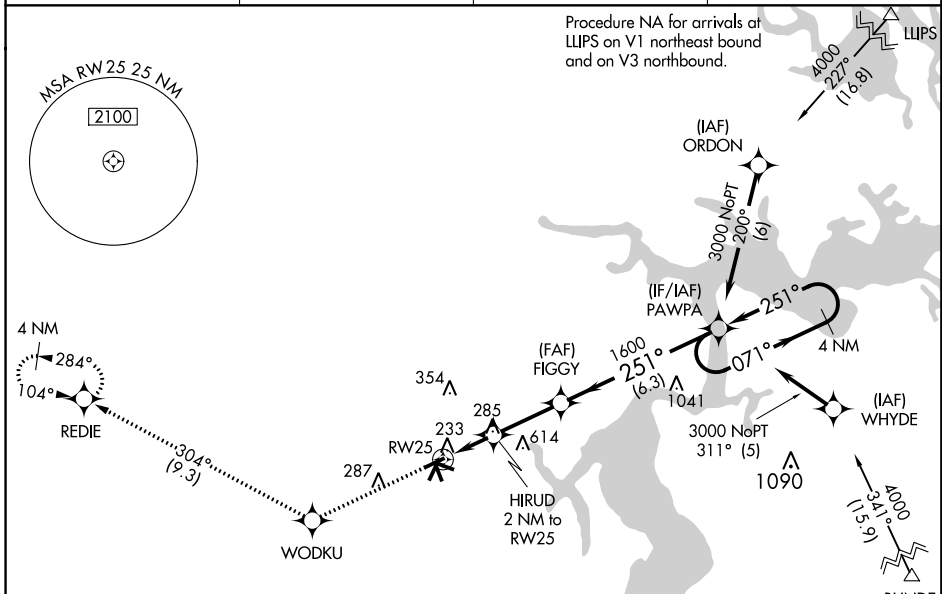 Procedure NA for arrivals at
LLIPS on V1 northeast bound
and on V3 northbound.
LLIPS
4000
227°
(16.8)
MSA RW 25 25 NM
2100
(IAF)
ORDON
3000 NoPT
200°
(6)
(IF/IAF)
PAWPA
251°
071°
4 NM
4 NM
284°
104°
REDIE
(FAF)
FIGGY
1600
251°
(6.3)
1041
354
285
233
614
RW25
287
(IAF)
WHYDE
3000 NoPT
311° (5)
1090
304°
(9.3)
HIRUD
2 NM to
RW25
WODKU
4000
341°
(15.9)